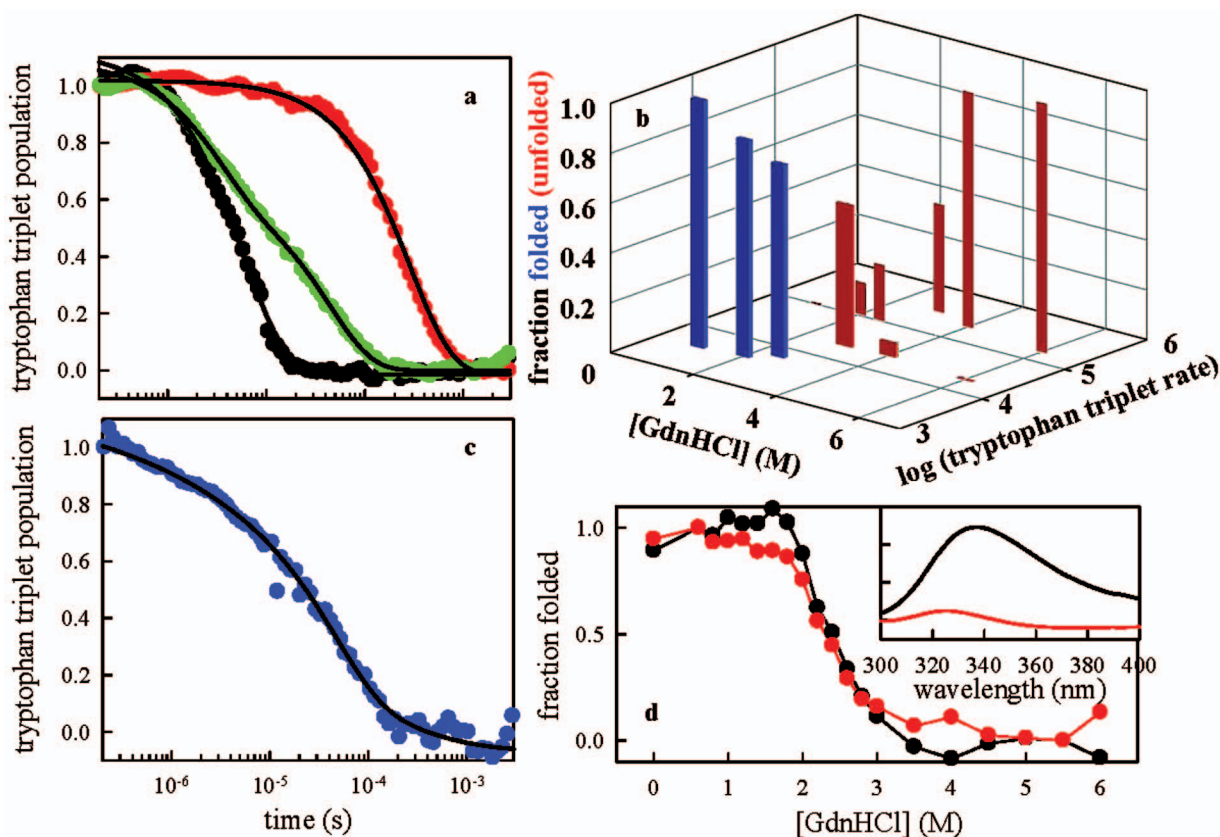 a
tryptophan triplet population
1.0
0.8
0.6
0.4
0.2
0.0
b
fraction folded (unfolded)
1.0
0.8
0.6
0.4
0.2
0
2
4
6
[GdnHCl] (M)
3
4
5
6
log (tryptophan triplet rate)
c
tryptophan triplet population
1.0
0.8
0.6
0.4
0.2
0.0
10-6 10-5 10-4 10-3
time (s)
d
fraction folded
1.0
0.5
0.0
0 1 2 3 4 5 6
[GdnHCl] (M)
300 320 340 360 380 400
wavelength (nm)